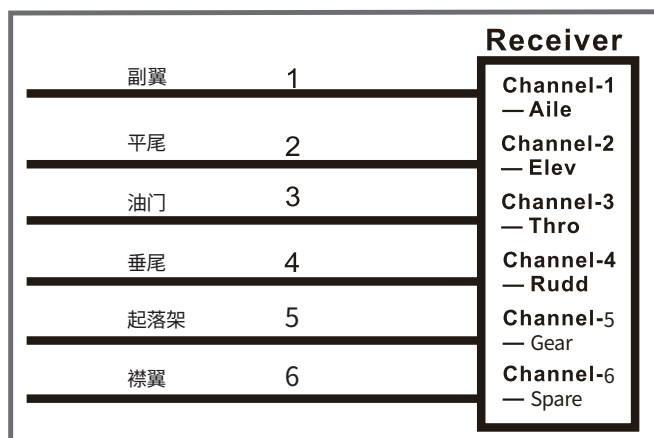 Receiver
副翼 1
Channel-1
— Aile
平尾 2
Channel-2
— Elev
油门 3
Channel-3
— Thro
垂尾 4
Channel-4
— Rudd
起落架 5
Channel-5
— Gear
襟翼 6
Channel-6
— Spare